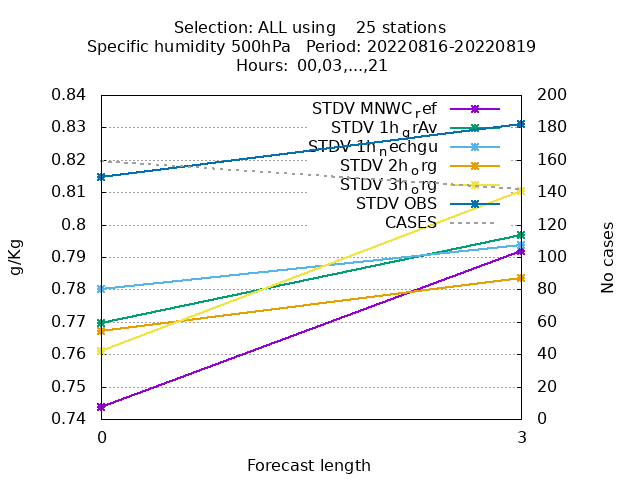 Selection: ALL using 25 stations
Specific humidity 500hPa Period: 20220816-20220819
Hours: 00,03,...,21
0.84
0.83
0.82
0.81
0.8
0.79
0.78
0.77
0.76
0.75
0.74
g/Kg
STDV MNWC_ref
STDV 1h_grAv
STDV 1h_nechgu
STDV 2h_org
STDV 3h_org
STDV OBS
CASES
200
180
160
140
120
100
80
60
40
20
0
No cases
0 3
Forecast length